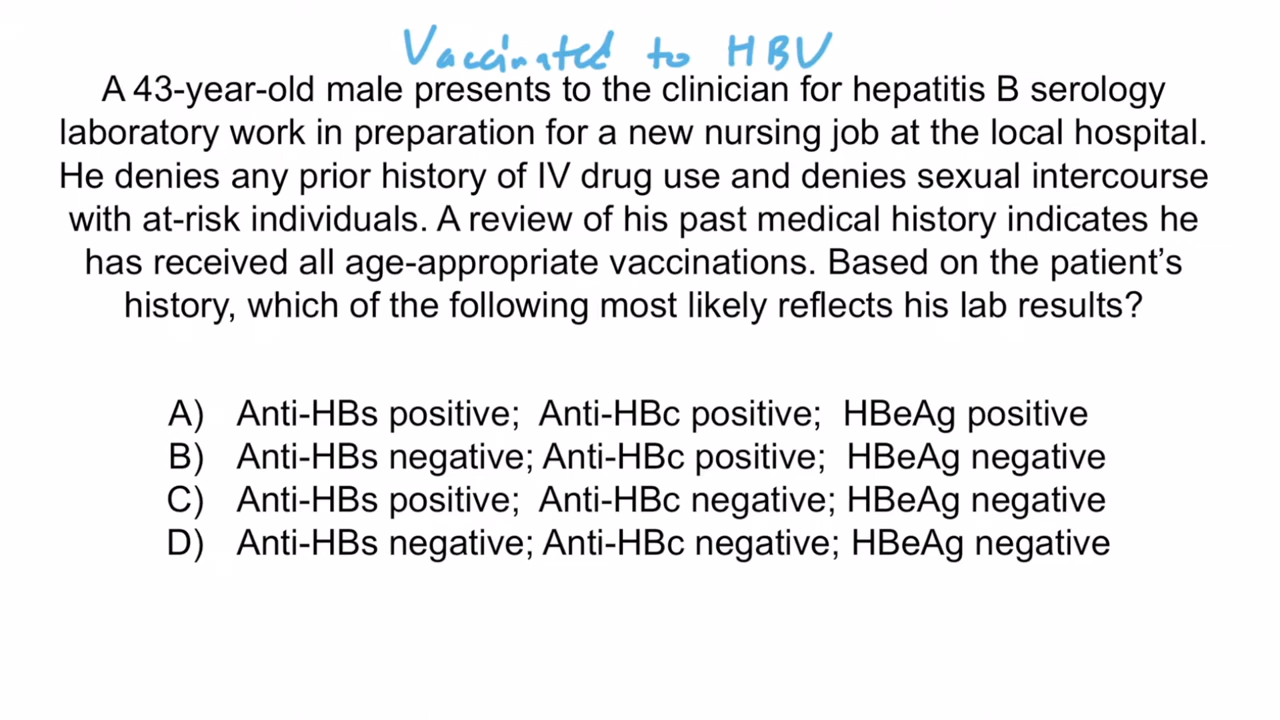 Vaccinated to HBV
A 43-year-old male presents to the clinician for hepatitis B serology
laboratory work in preparation for a new nursing job at the local hospital.
He denies any prior history of IV drug use and denies sexual intercourse
with at-risk individuals. A review of his past medical history indicates he
has received all age-appropriate vaccinations. Based on the patient’s
history, which of the following most likely reflects his lab results?
A) Anti-HBs positive; Anti-HBc positive; HBeAg positive
B) Anti-HBs negative; Anti-HBc positive; HBeAg negative
C) Anti-HBs positive; Anti-HBc negative; HBeAg negative
D) Anti-HBs negative; Anti-HBc negative; HBeAg negative